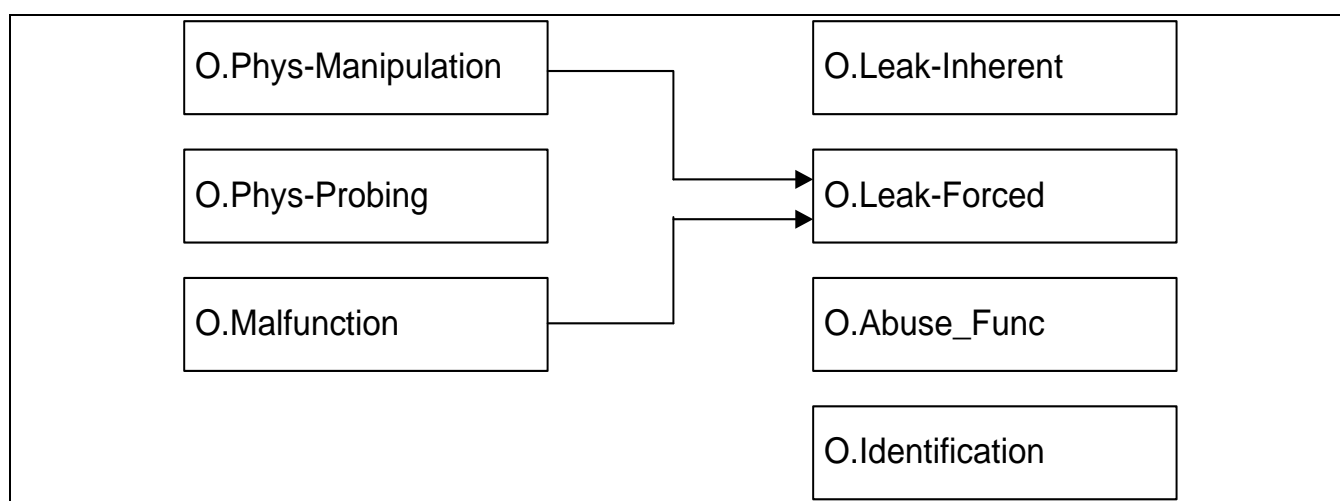 O.Phys-Manipulation
O.Leak-Inherent
O.Phys-Probing
O.Leak-Forced
O.Malfunction
O.Abuse_Func
O.Identification